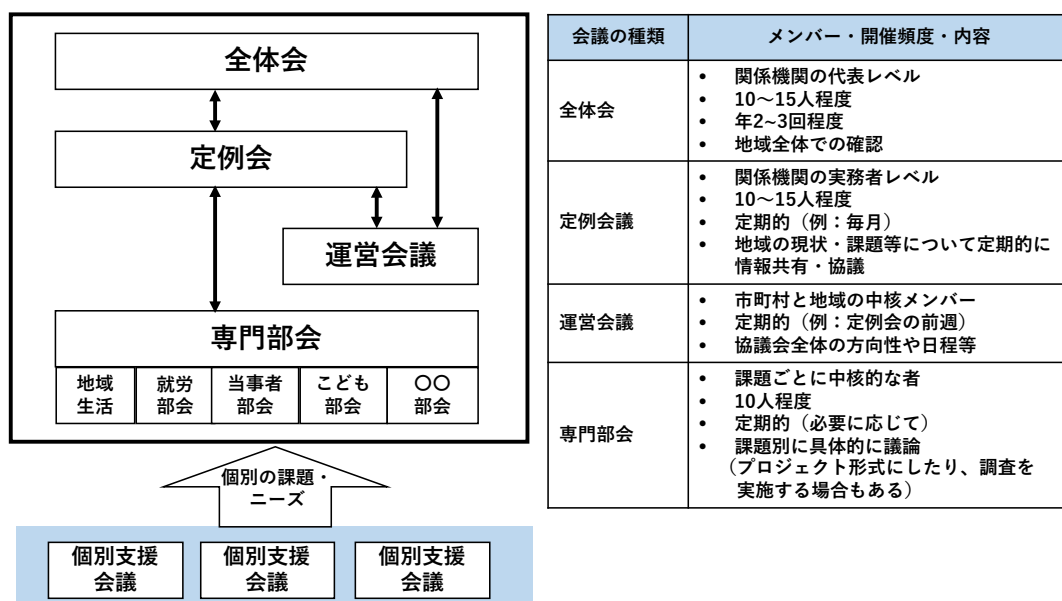 全体会
定例会
運営会議
専門部会
地域
生活
就労
部会
当事者
部会
こども
部会
〇〇
部会
個別の課題・
ニーズ
個別支援
会議
個別支援
会議
個別支援
会議
会議の種類
メンバー・開催頻度・内容
全体会
• 関係機関の代表レベル
• 10～15人程度
• 年2~3回程度
• 地域全体での確認
定例会議
• 関係機関の実務者レベル
• 10～15人程度
• 定期的（例：毎月）
• 地域の現状・課題等について定期的に
情報共有・協議
運営会議
• 市町村と地域の中核メンバー
• 定期的（例：定例会の前週）
• 協議会全体の方向性や日程等
専門部会
• 課題ごとに中核的な者
• 10人程度
• 定期的（必要に応じて）
• 課題別に具体的に議論
（プロジェクト形式にしたり、調査を
実施する場合もある）